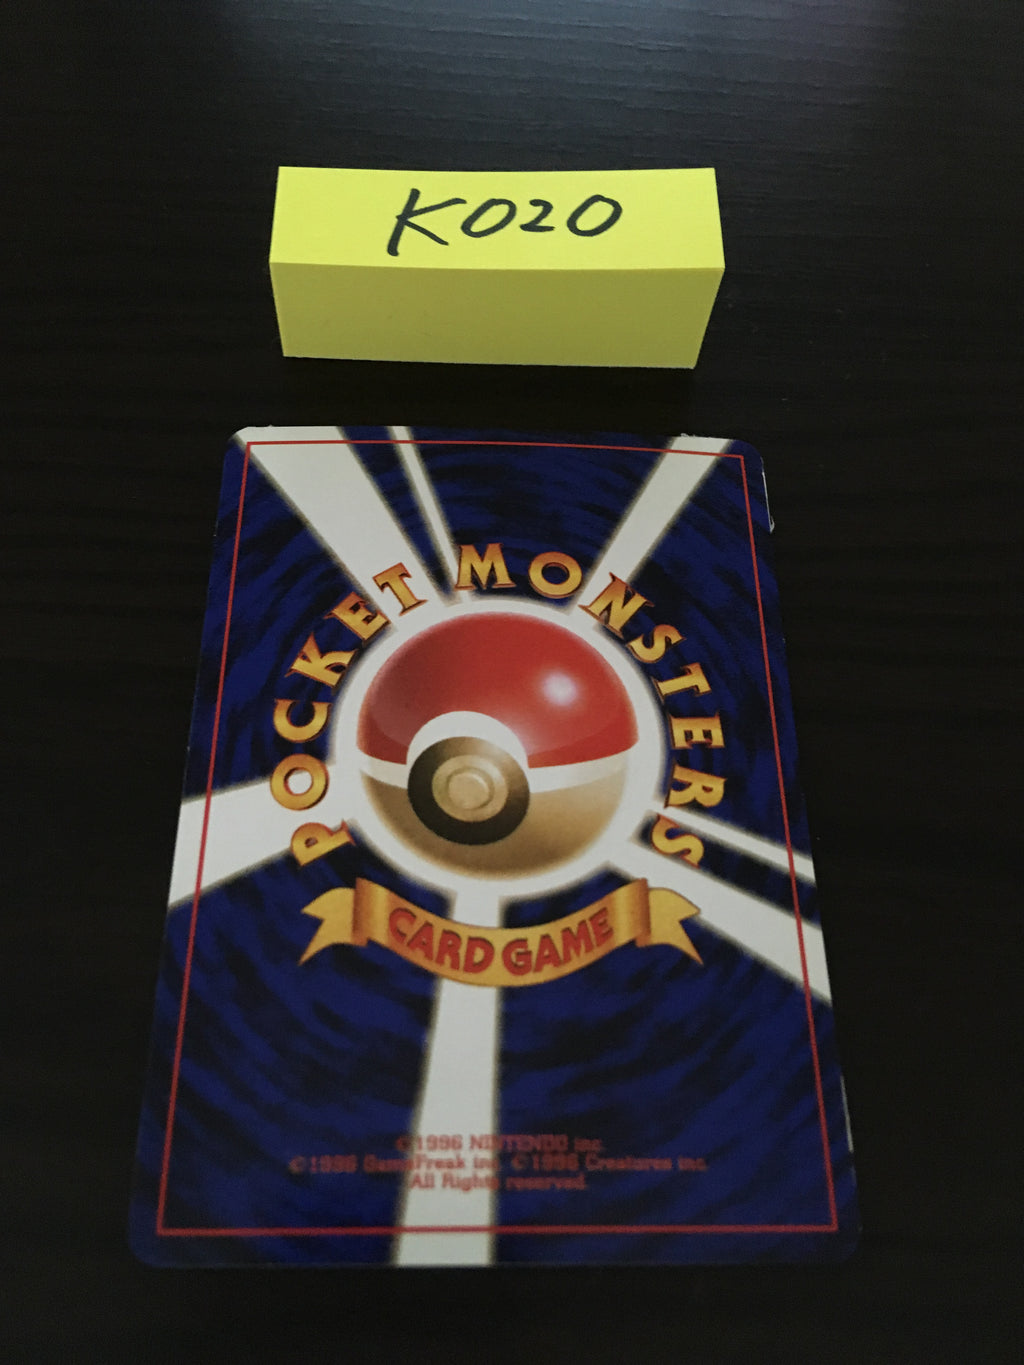 K020
POCKET MONSTERS
CARD GAME
©1996 NINTENDO inc.
©1996 GameFreak inc. ©1996 Creatures inc.
All Rights reserved.